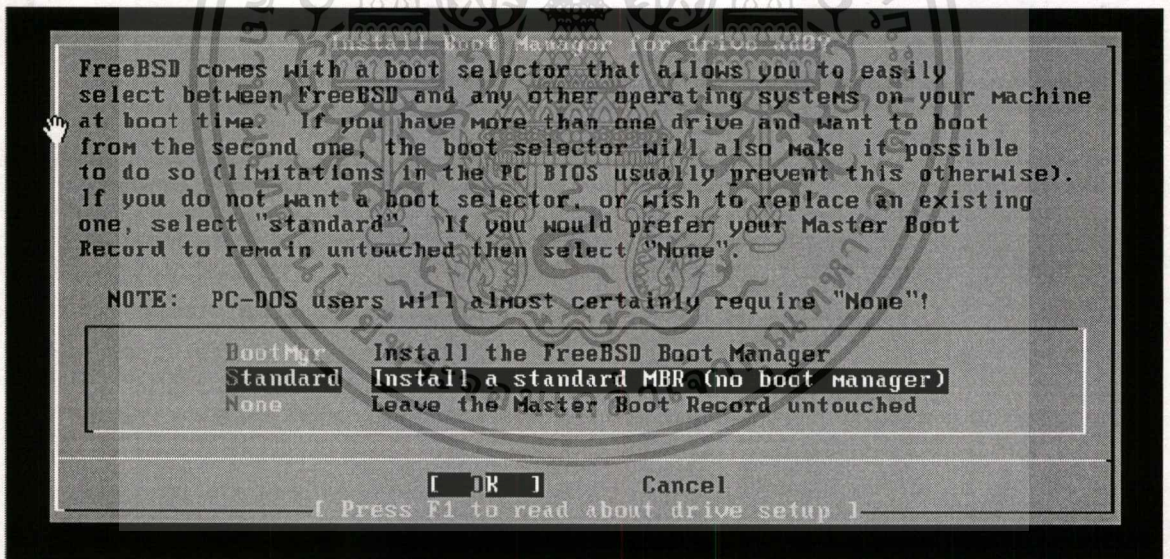 Install Boot Manager for drive ad0?
FreeBSD comes with a boot selector that allows you to easily
select between FreeBSD and any other operating systems on your machine
at boot time. If you have more than one drive and want to boot
from the second one, the boot selector will also make it possible
to do so (limitations in the PC BIOS usually prevent this otherwise).
If you do not want a boot selector, or wish to replace an existing
one, select "standard". If you would prefer your Master Boot
Record to remain untouched then select "None".
NOTE: PC-DOS users will almost certainly require "None"!
BootMgr Install the FreeBSD Boot Manager
Standard Install a standard MBR (no boot manager)
None Leave the Master Boot Record untouched
[ OK ] Cancel
[ Press F1 to read about drive setup ]